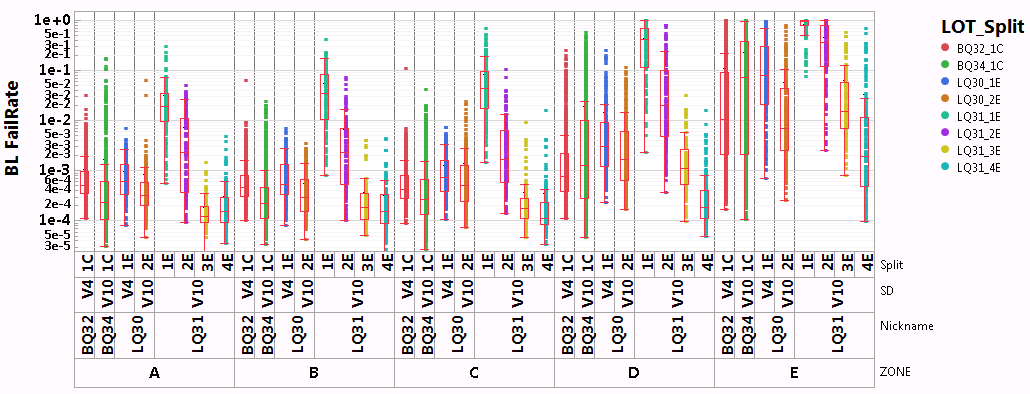 BL FailRate
1e+0
5e-1
3e-1
2e-1
1e-1
5e-2
3e-2
2e-2
1e-2
5e-3
3e-3
2e-3
1e-3
6e-4
4e-4
2e-4
1e-4
5e-5
3e-5
1C 1C 1E 2E 1E 2E 3E 4E 1C 1C 1E 2E 1E 2E 3E 4E 1C 1C 1E 2E 1E 2E 3E 4E 1C 1C 1E 2E 1E 2E 3E 4E 1C 1C 1E 2E 1E 2E 3E 4E Split
V4 V10 V4 V10 V10 V4 V10 V4 V10 V10 V4 V10 V4 V10 V10 V4 V10 V4 V10 V10 V4 V10 V4 V10 V10 SD
BQ32 BQ34 LQ30 LQ31 BQ32 BQ34 LQ30 LQ31 BQ32 BQ34 LQ30 LQ31 BQ32 BQ34 LQ30 LQ31 BQ32 BQ34 LQ30 LQ31 Nickname
A B C D E ZONE
LOT_Split
BQ32_1C
BQ34_1C
LQ30_1E
LQ30_2E
LQ31_1E
LQ31_2E
LQ31_3E
LQ31_4E